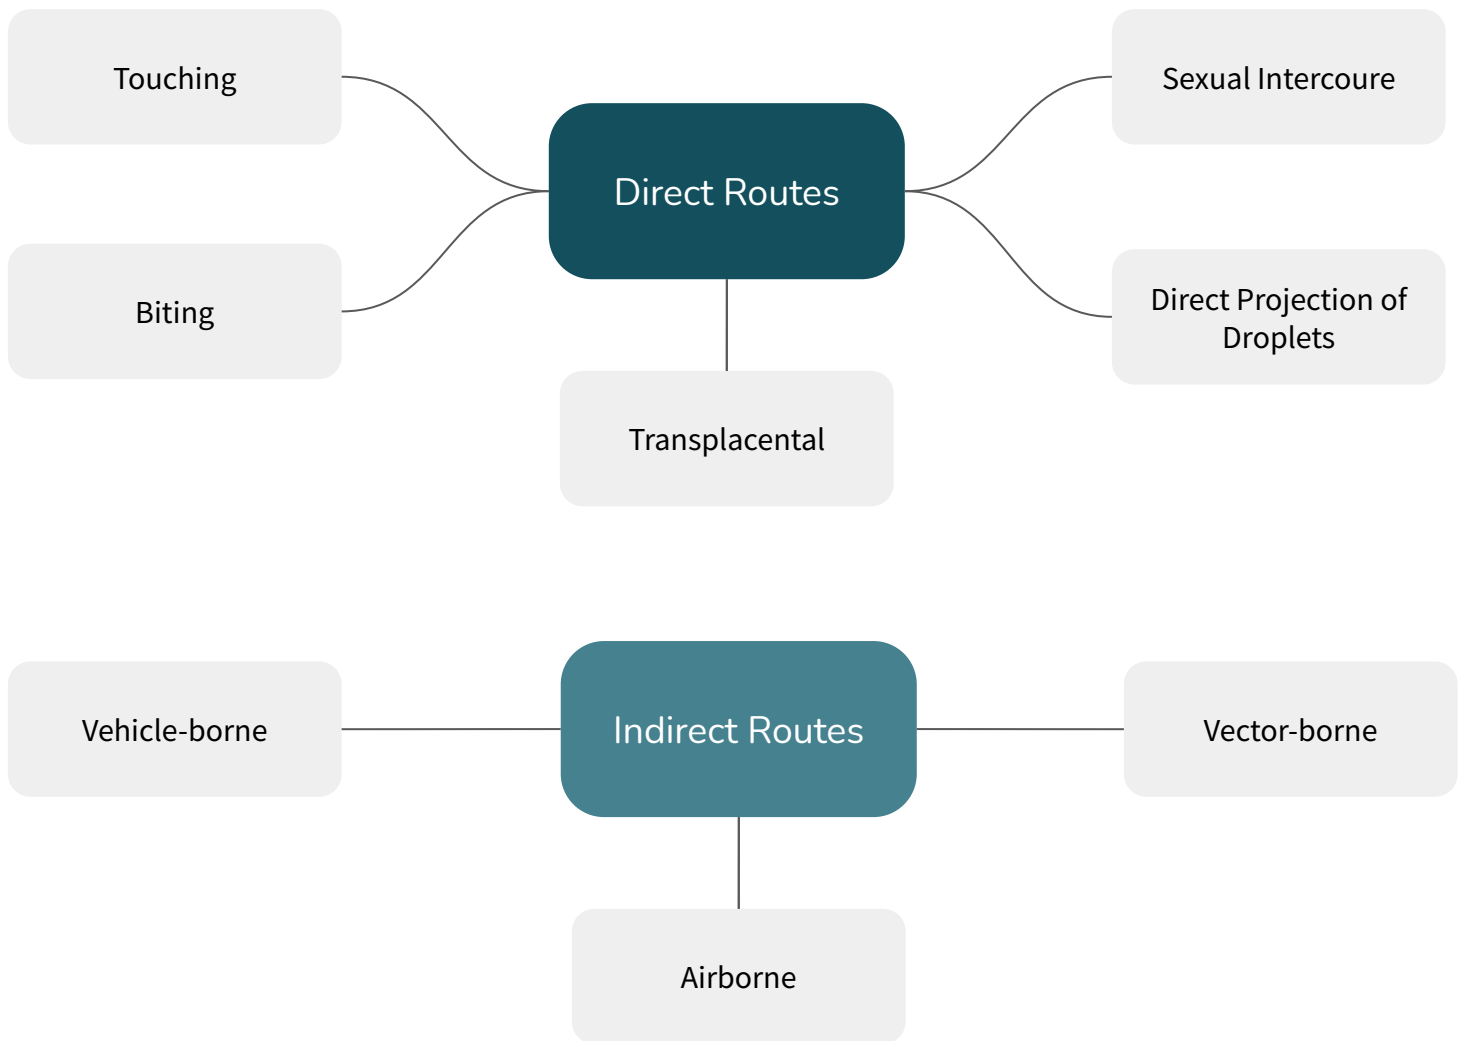 Touching
Sexual Intercoure
Direct Routes
Biting
Direct Projection of
Droplets
Transplacental
Vehicle-borne
Indirect Routes
Vector-borne
Airborne